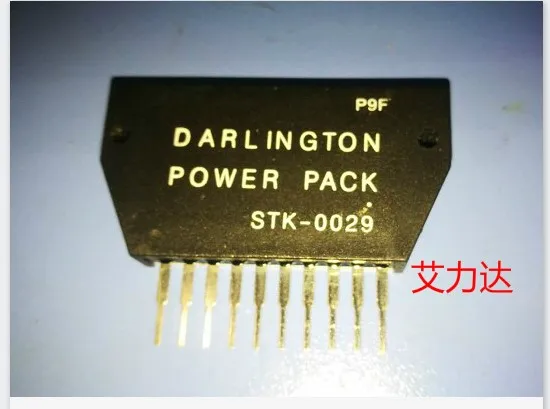 P9F
DARLINGTON
POWER PACK
STK-0029
艾力达